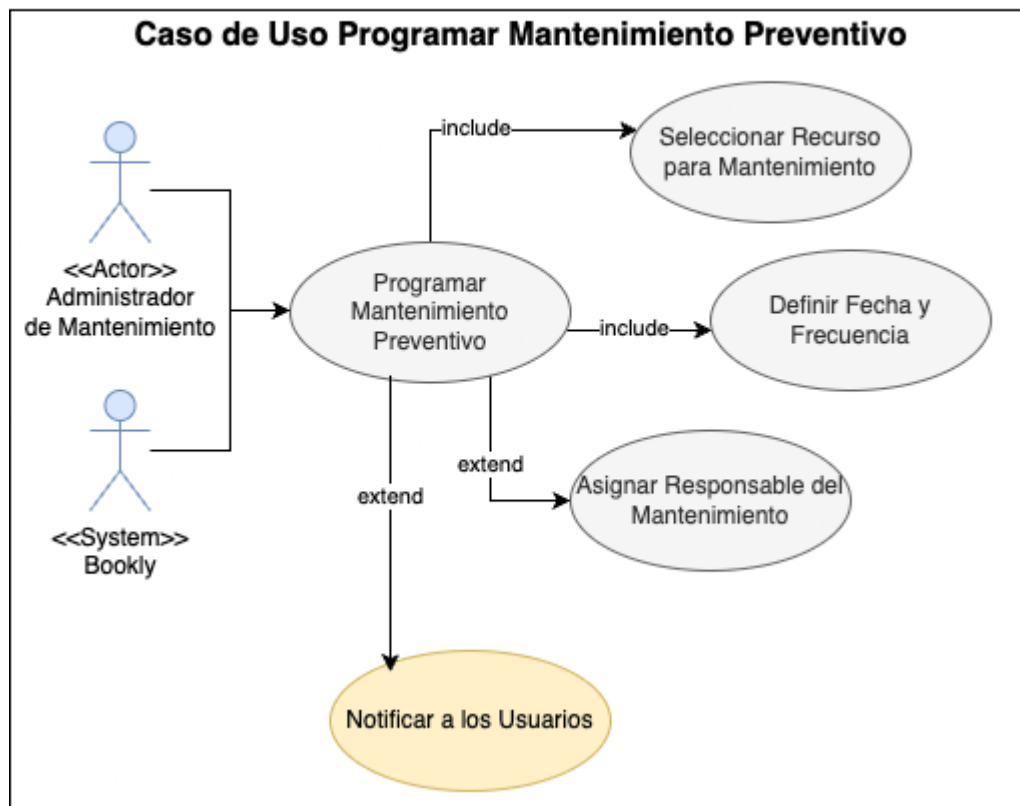 Caso de Uso Programar Mantenimiento Preventivo
include
Seleccionar Recurso
para Mantenimiento
<<Actor>>
Administrador
de Mantenimiento
Programar
Mantenimiento
Preventivo
include
Definir Fecha y
Frecuencia
extend
extend
Asignar Responsable del
Mantenimiento
<<System>>
Bookly
Notificar a los Usuarios